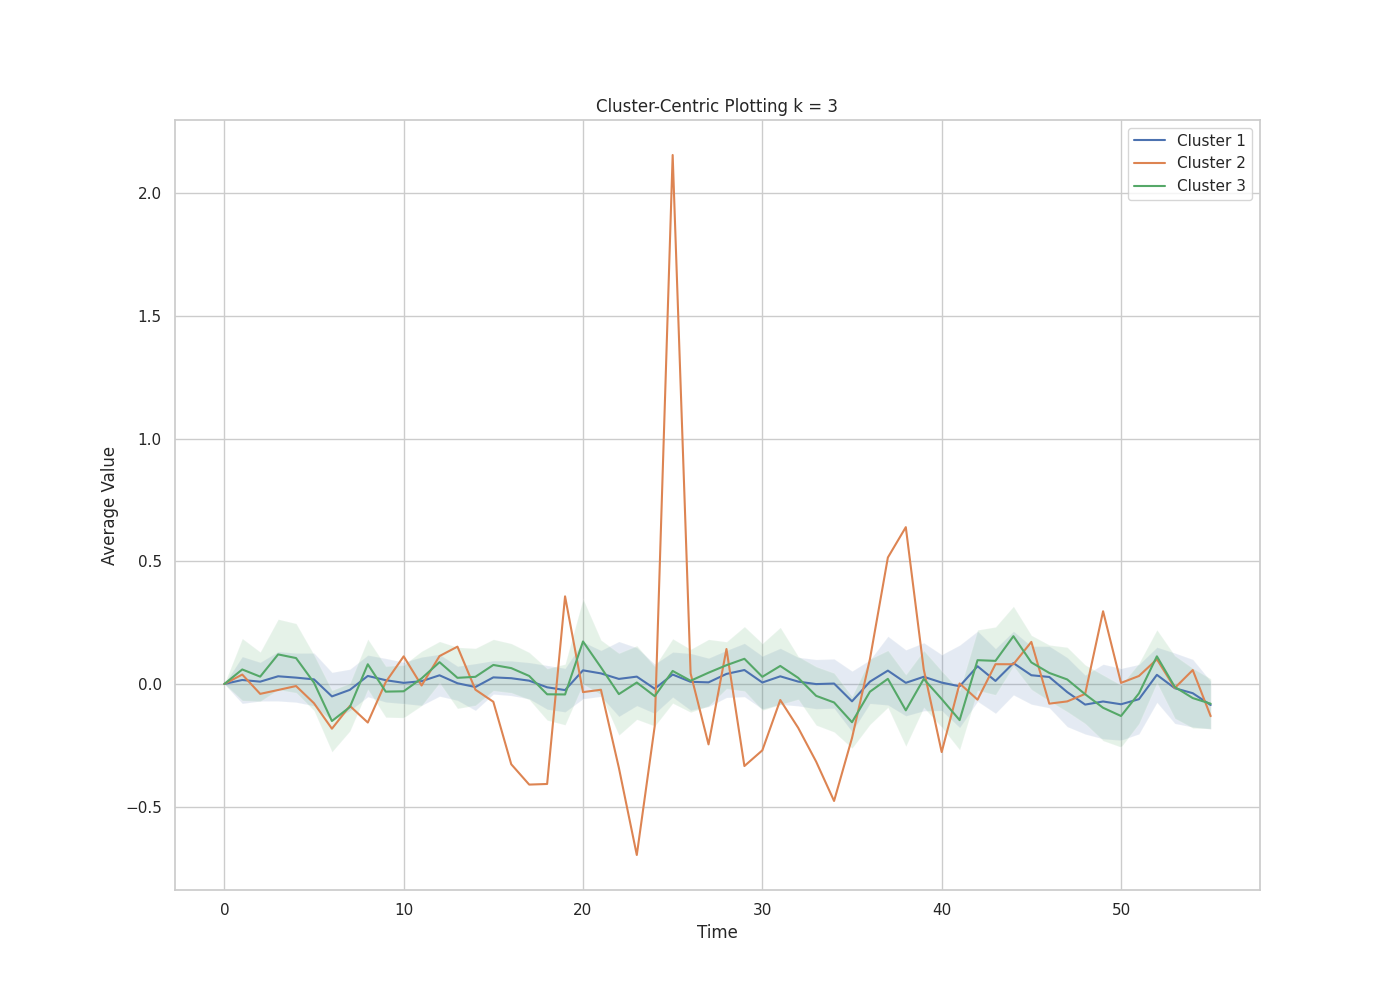 Cluster-Centric Plotting k = 3
Cluster 1
Cluster 2
Cluster 3
Average Value
2.0
1.5
1.0
0.5
0.0
−0.5
0 10 20 30 40 50
Time